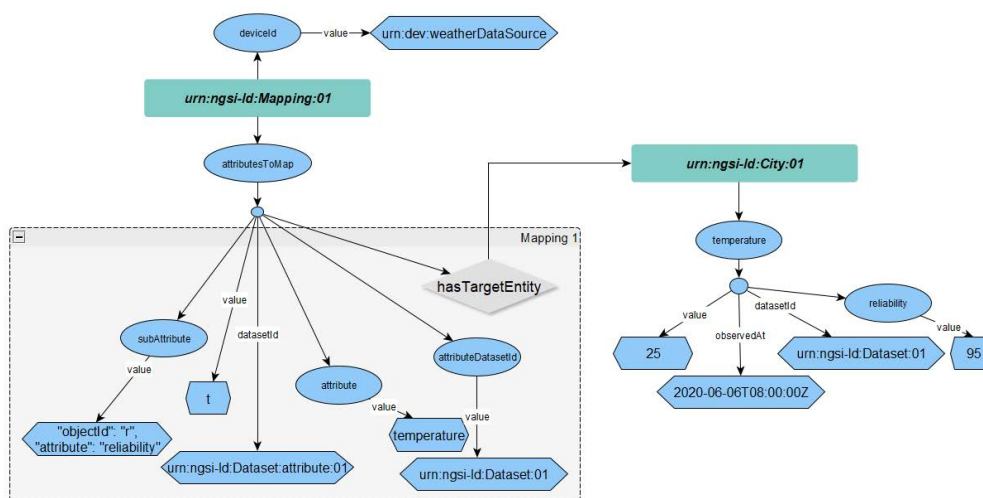 deviceId
value
urn:dev:weatherDataSource
urn:ngsi-ld:Mapping:01
attributesToMap
urn:ngsi-ld:City:01
Mapping 1
temperature
hasTargetEntity
value
datasetId
subAttribute
value
attribute
attributeDatasetId
value
value
t
"objectId": "r",
"attribute": "reliability"
temperature
urn:ngsi-ld:Dataset:attribute:01
urn:ngsi-ld:Dataset:01
value
datasetId
observedAt
reliability
value
25
urn:ngsi-ld:Dataset:01
95
2020-06-06T08:00:00Z